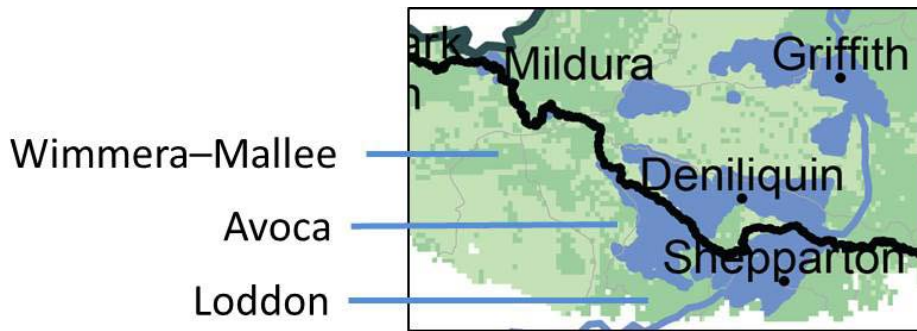 Mildura
Griffith
Wimmera–Mallee
Deniliquin
Avoca
Shepparton
Loddon